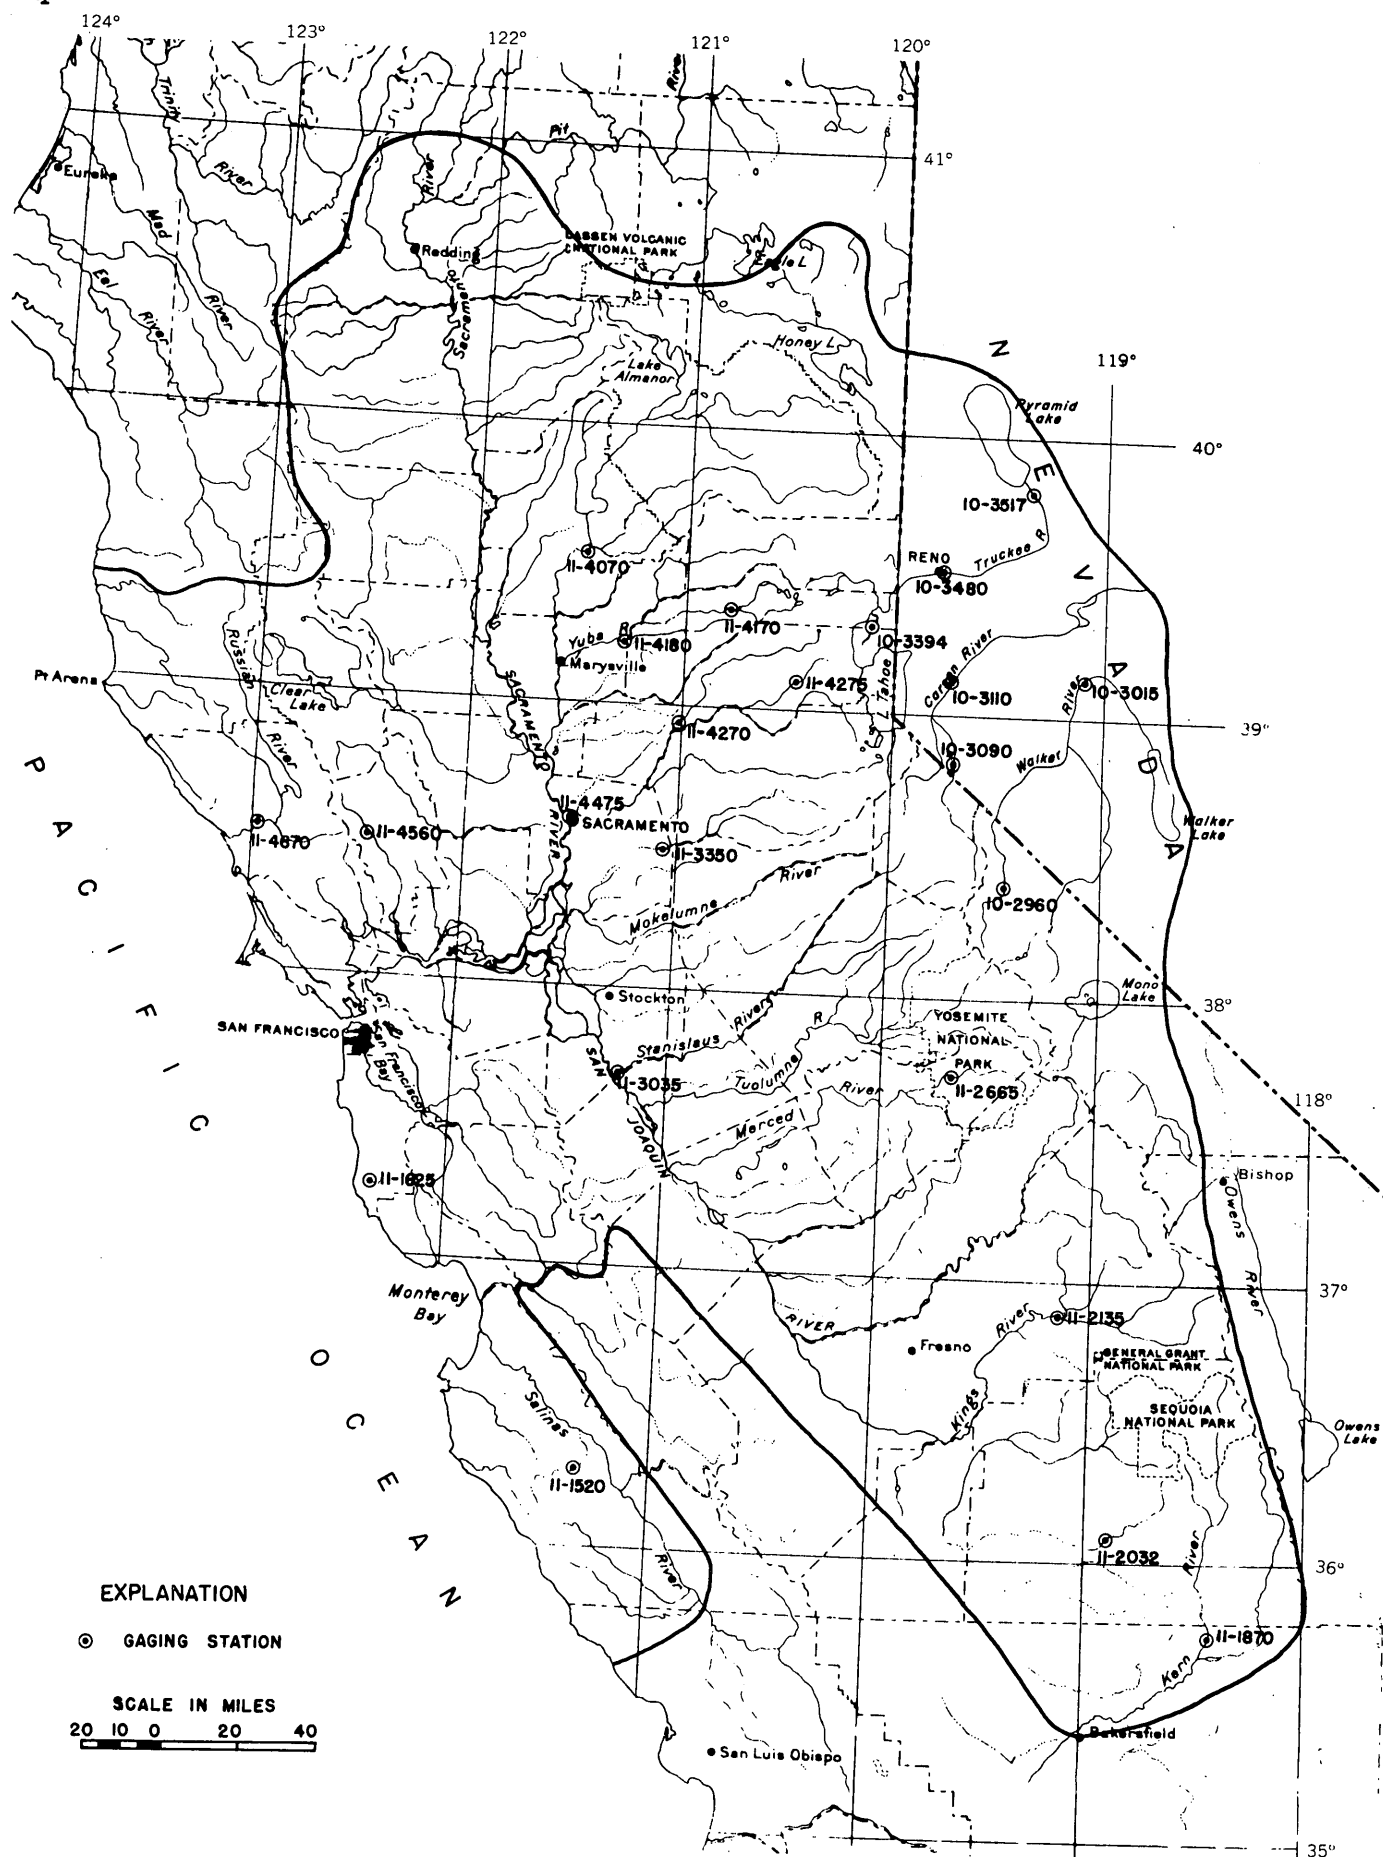 124°
123°
122°
121°
120°
River
Trinity
Pit
41°
Eureka
River
River
Mad
LASSEN VOLCANIC
NATIONAL PARK
Redding
Eagle L.
Eel
River
River
Sacramento
Honey L.
N
119°
Lake
Almanor
Pyramid
Lake
40°
E
10-3517
11-4070
RENO
Truckee R
10-3480
V
11-4170
Yuba R
11-4180
10-3394
Marysville
Russian
Carson River
A
Pt Arena
Clear
Lake
SACRAMENTO
11-4275
L Tahoe
10-3110
River
10-3015
River
11-4270
39°
10-3090
Walker
D
P
11-4475
SACRAMENTO
RIVER
Walker
Lake
A
11-4670
11-4560
11-3350
A
River
10-2960
C
Mokelumne
I
Mono
Lake
Stockton
38°
F
River
YOSEMITE
NATIONAL
PARK
SAN FRANCISCO
San Francisco
Bay
R
Stanislaus
SAN
I
11-3035
Tuolumne
River
11-2665
118°
C
Merced
JOAQUIN
11-1625
Bishop
Owens
River
Monterey
Bay
37°
RIVER
River
11-2135
Fresno
O
GENERAL GRANT
NATIONAL PARK
Kings
Salinas
SEQUOIA
NATIONAL PARK
C
Owens
Lake
11-1520
E
A
River
11-2032
River
36°
N
EXPLANATION
GAGING STATION
11-1870
Kern
SCALE IN MILES
20 10 0 20 40
Bakersfield
San Luis Obispo
35°